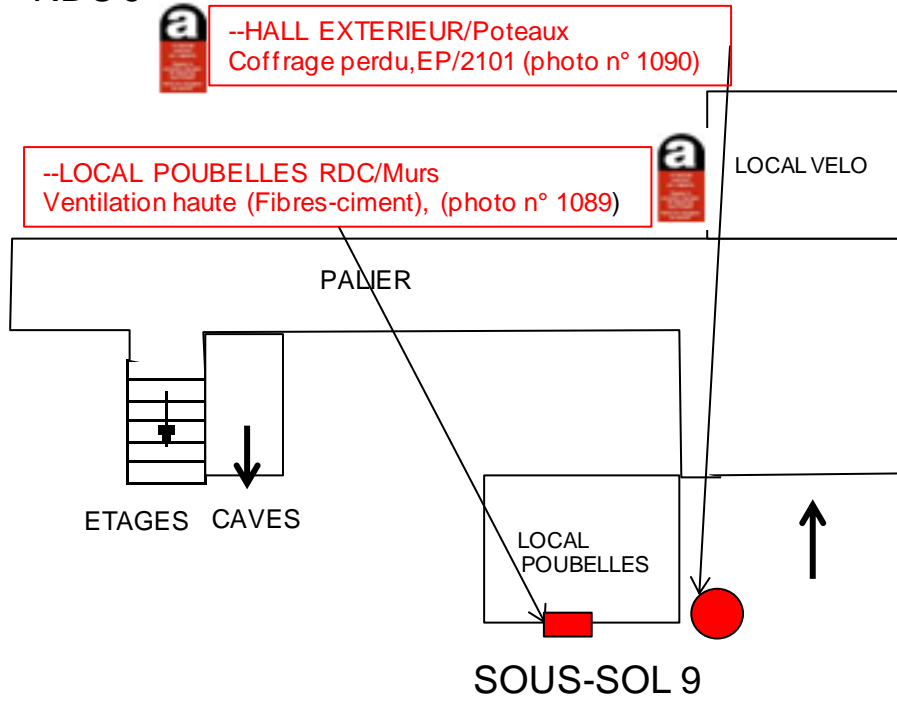 --HALL EXTERIEUR/Poteaux
Coffrage perdu,EP/2101 (photo n° 1090)
a
--LOCAL POUBELLES RDC/Murs
Ventilation haute (Fibres-ciment), (photo n° 1089)
a
LOCAL VELO
PALIER
ETAGES
CAVES
LOCAL
POUBELLES
SOUS-SOL 9